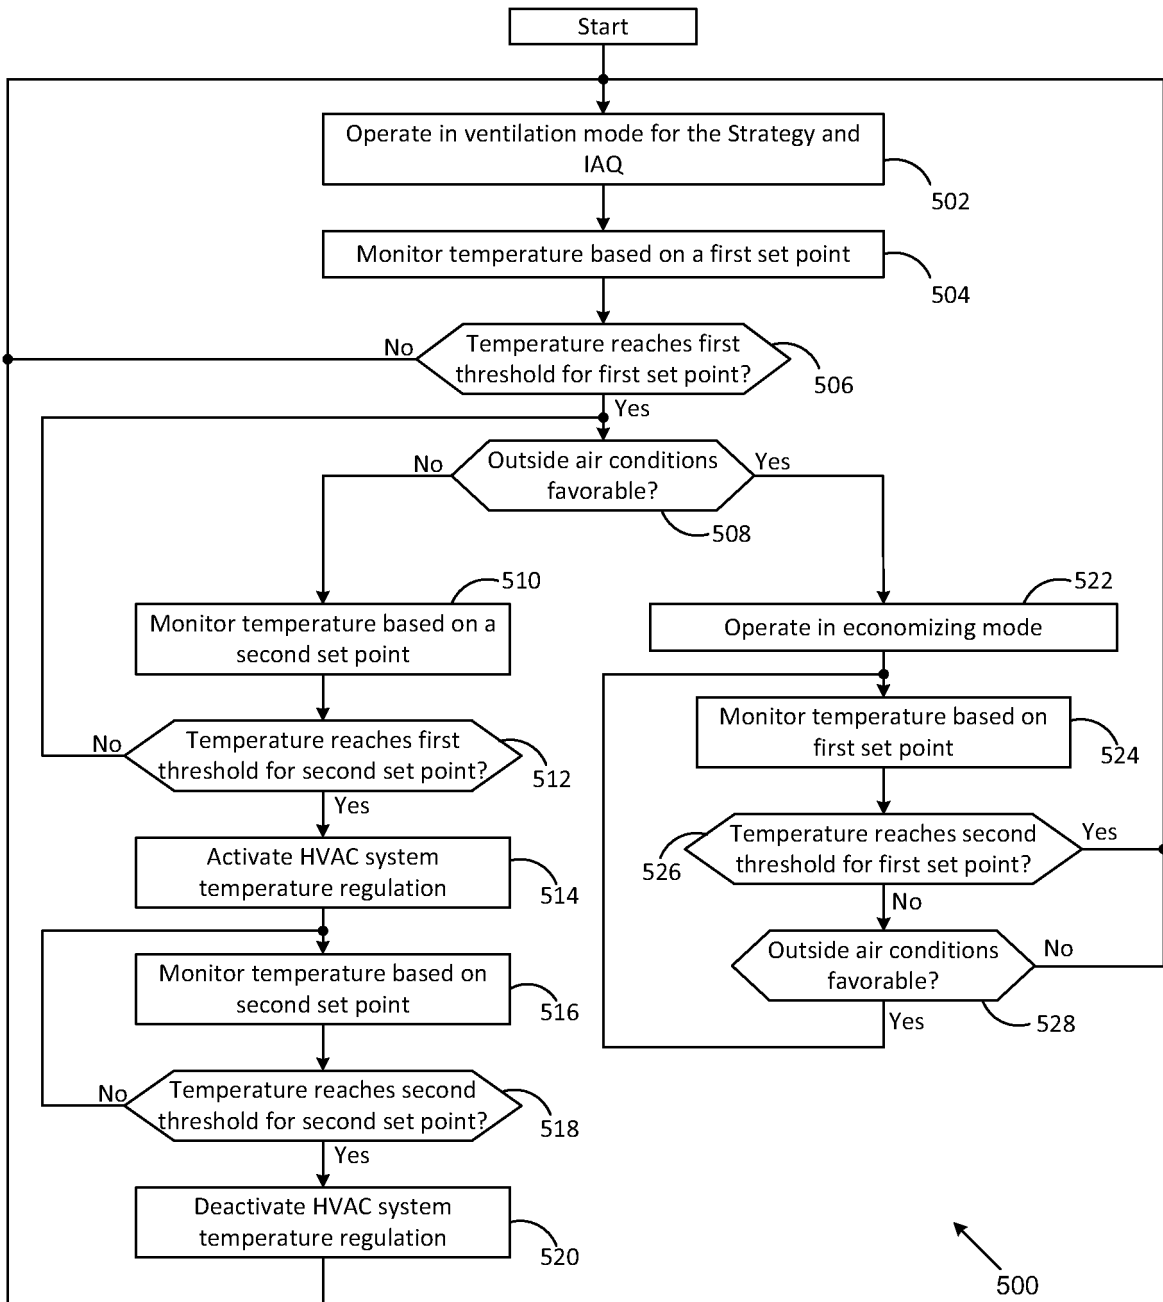 Start
Operate in ventilation mode for the Strategy and
IAQ
502
Monitor temperature based on a first set point
504
No
Temperature reaches first
threshold for first set point?
506
Yes
No
Outside air conditions
favorable?
Yes
508
510
Monitor temperature based on a
second set point
522
Operate in economizing mode
Monitor temperature based on
first set point
524
No
Temperature reaches first
threshold for second set point?
512
Yes
526
Temperature reaches second
threshold for first set point?
Yes
No
Activate HVAC system
temperature regulation
514
Outside air conditions
favorable?
No
528
Yes
Monitor temperature based on
second set point
516
No
Temperature reaches second
threshold for second set point?
518
Yes
Deactivate HVAC system
temperature regulation
520
500